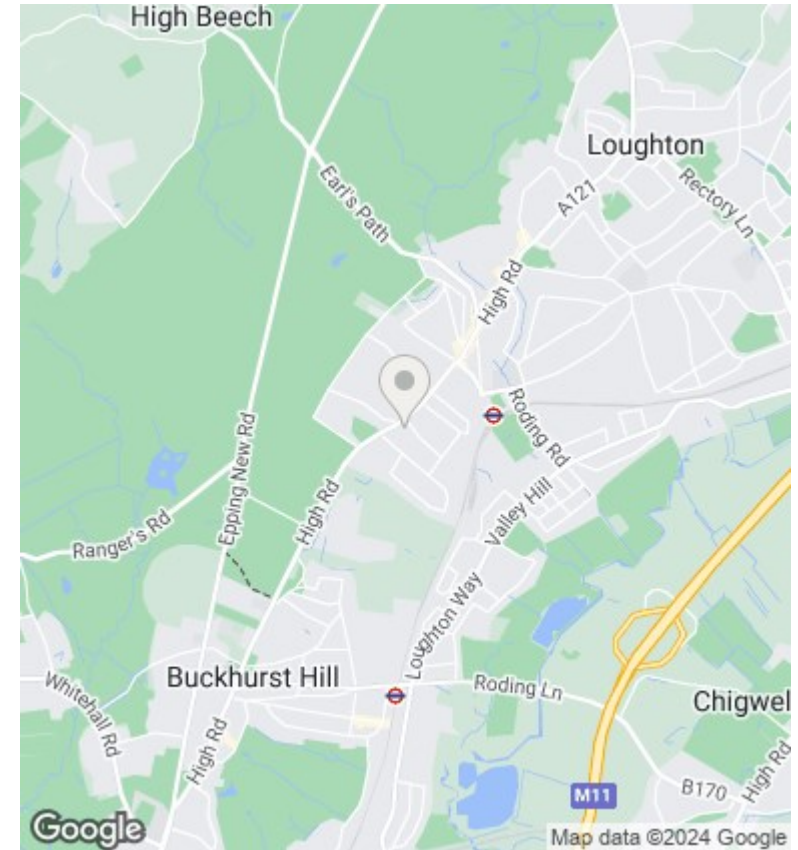 High Beech
Loughton
Rectory Ln
A121
Earl's Path
High Rd
Roding Rd
Epping New Rd
High Rd
Valley Hill
Ranger's Rd
Loughton Way
Buckhurst Hill
Roding Ln
Whitehall Rd
Chigwel
High Rd
High Rd
B170
M11
Google
Map data ©2024 Google